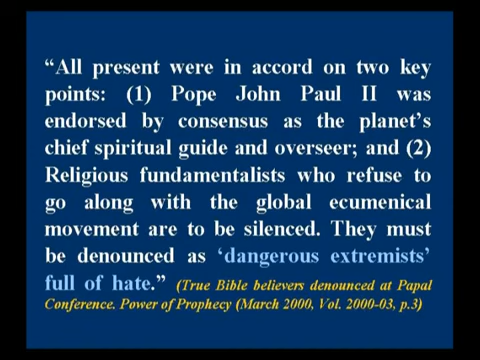 “All present were in accord on two key
points: (1) Pope John Paul II was
endorsed by consensus as the planet’s
chief spiritual guide and overseer; and (2)
Religious fundamentalists who refuse to
go along with the global ecumenical
movement are to be silenced. They must
be denounced as ‘dangerous extremists’
full of hate.” (True Bible believers denounced at Papal
Conference. Power of Prophecy (March 2000, Vol. 2000-03, p.3)